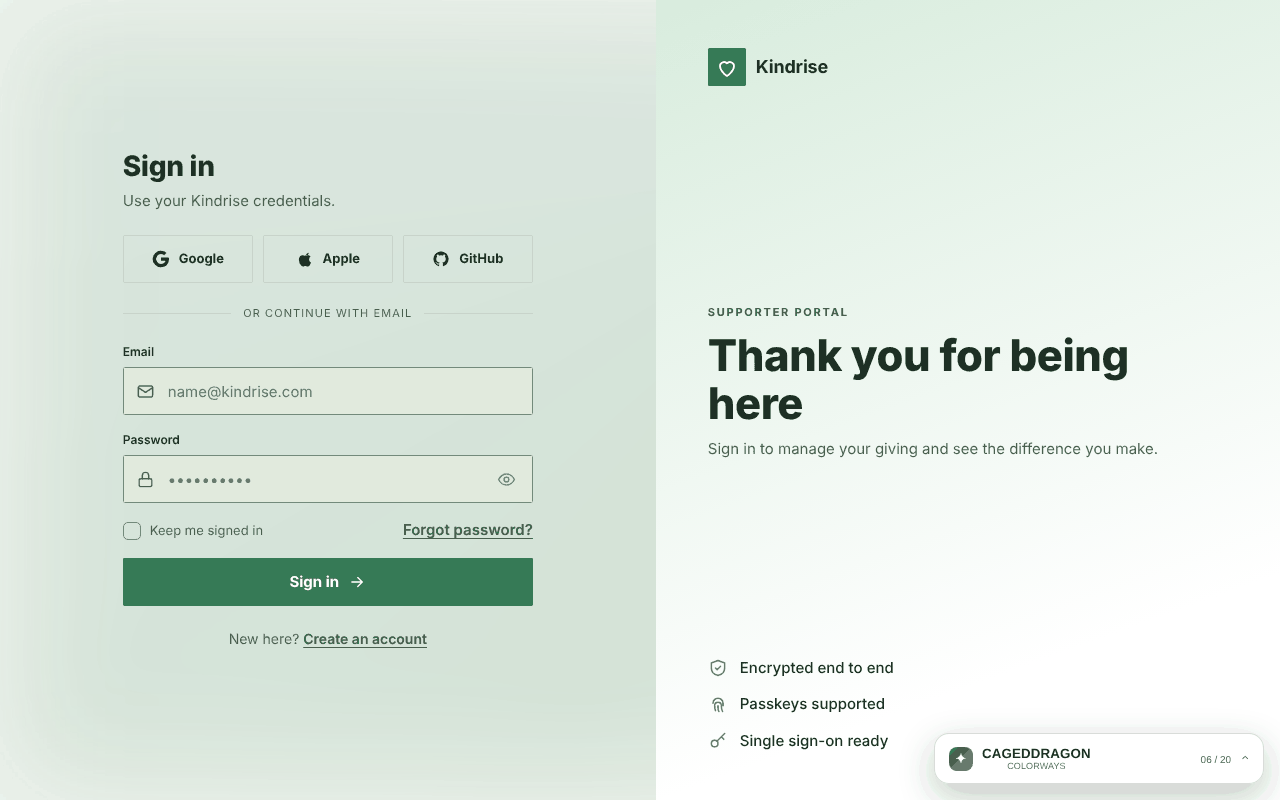 Sign in
Use your Kindrise credentials.
Google
Apple
GitHub
OR CONTINUE WITH EMAIL
Email
name@kindrise.com
Password
••••••••••
Keep me signed in
Forgot password?
Sign in
New here? Create an account
Kindrise
SUPPORTER PORTAL
Thank you for being
here
Sign in to manage your giving and see the difference you make.
Encrypted end to end
Passkeys supported
Single sign-on ready
CAGEDDRAGON
COLORWAYS
06 / 20